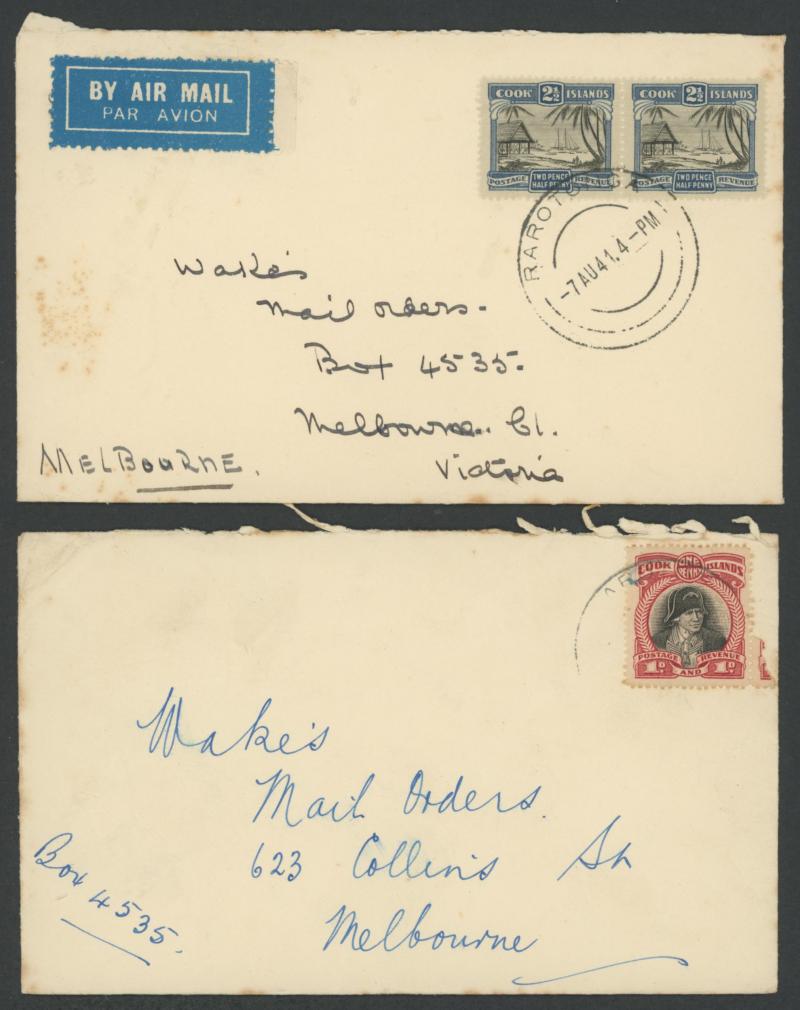 BY AIR MAIL
PAR AVION
COOK 2½ ISLANDS
POSTAGE TWO PENCE HALF PENNY REVENUE
COOK 2½ ISLANDS
POSTAGE TWO PENCE HALF PENNY REVENUE
RAROTONGA
-7AU41.4-PM
Wake's
Mail Orders.
Box 4535.
Melbourne. C1.
Victoria
MELBOURNE.
COOK ONE PENNY ISLANDS
POSTAGE AND REVENUE
1D 1D
Wake's
Mail Orders.
623 Collins St
Melbourne
Box 4535.